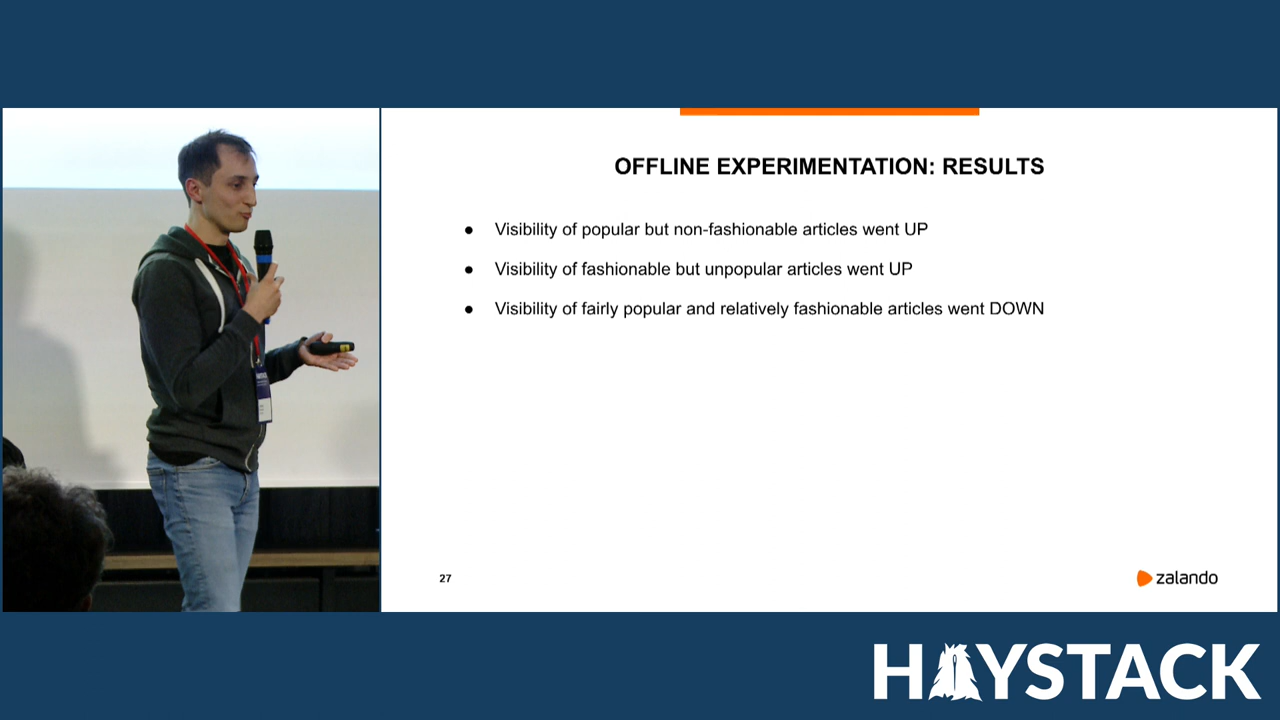 OFFLINE EXPERIMENTATION: RESULTS
● Visibility of popular but non-fashionable articles went UP
● Visibility of fashionable but unpopular articles went UP
● Visibility of fairly popular and relatively fashionable articles went DOWN
27
zalando
HAYSTACK